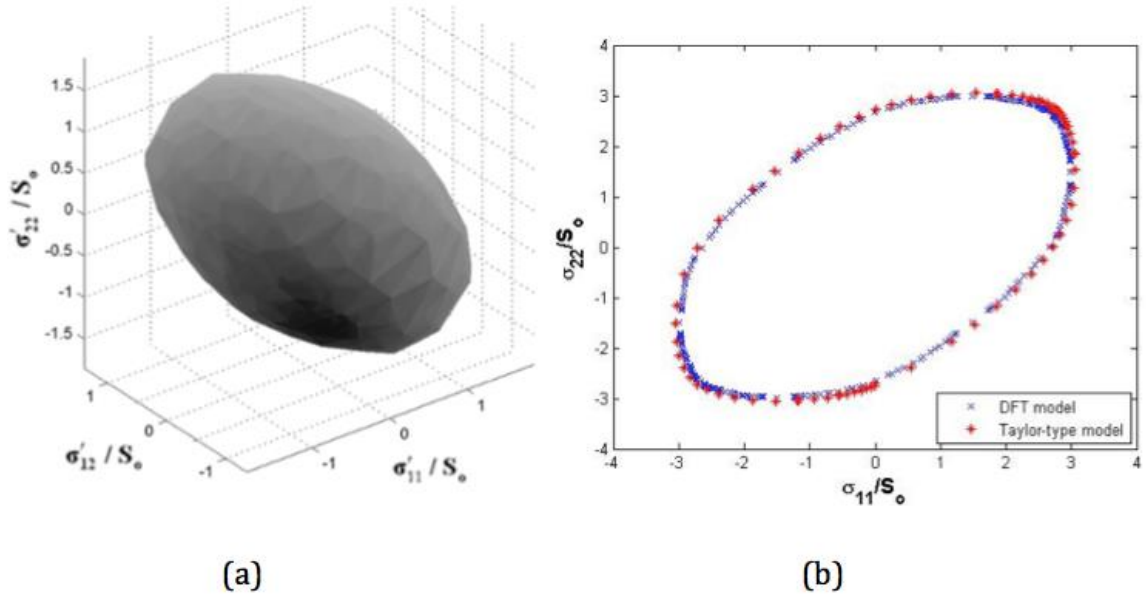 1.5
1
0.5
0
-0.5
-1
-1.5
σ′22 / So
1
0
-1
σ′12 / So
-1
0
1
σ′11 / So
4
3
2
1
0
-1
-2
-3
-4
σ22/So
-4 -3 -2 -1 0 1 2 3 4
σ11/So
DFT model
Taylor-type model
(a)
(b)